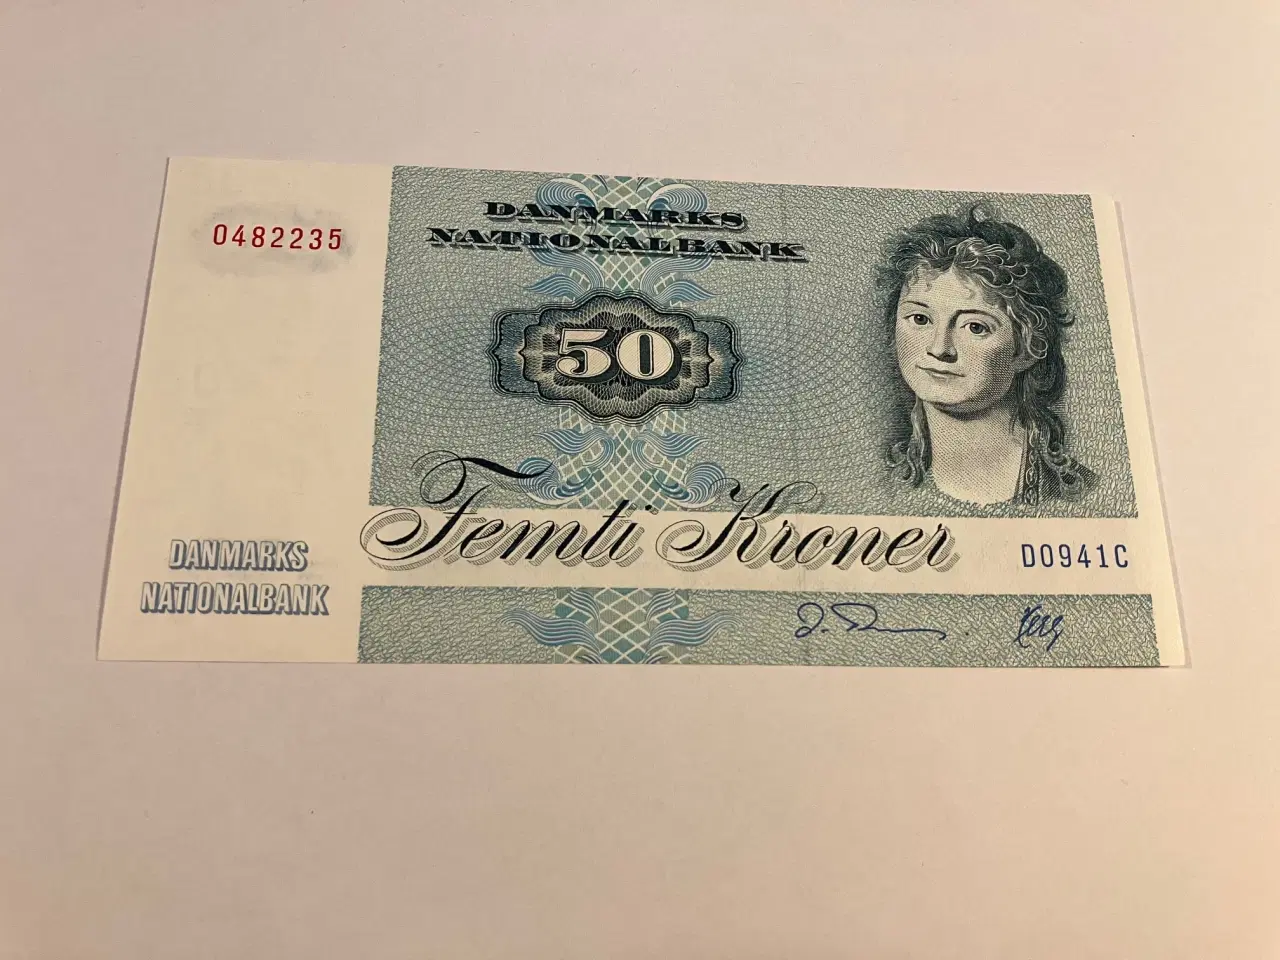 0482235
DANMARKS
NATIONALBANK
50
Femti Kroner
DANMARKS
NATIONALBANK
D0941C